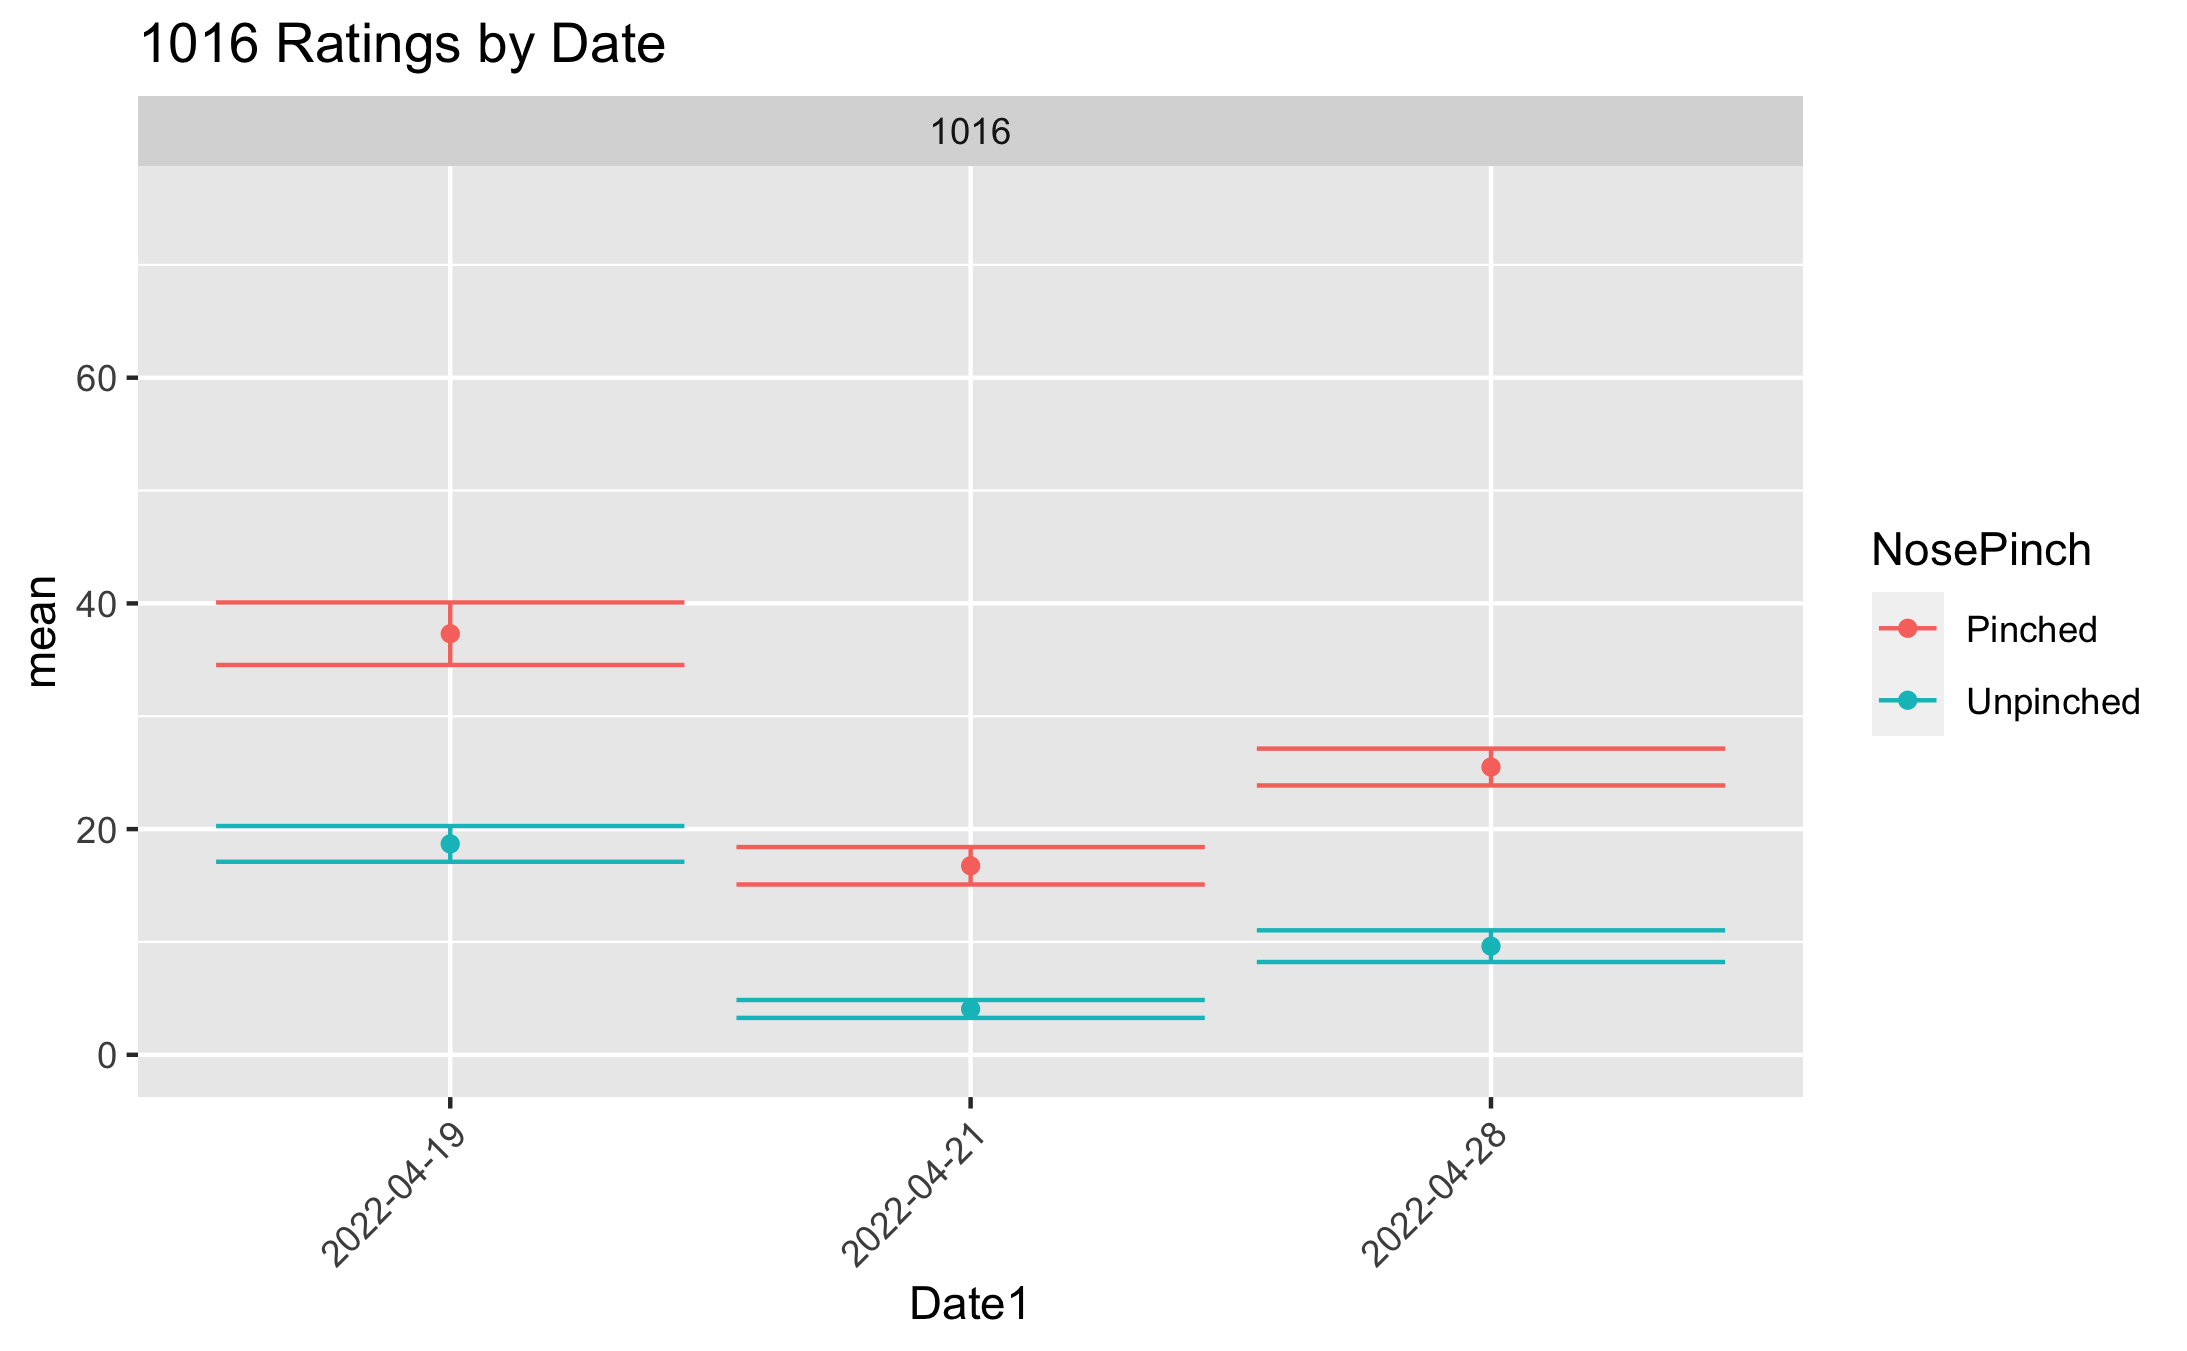 1016 Ratings by Date
1016
60
40
20
0
mean
2022-04-19
2022-04-21
2022-04-28
Date1
NosePinch
Pinched
Unpinched